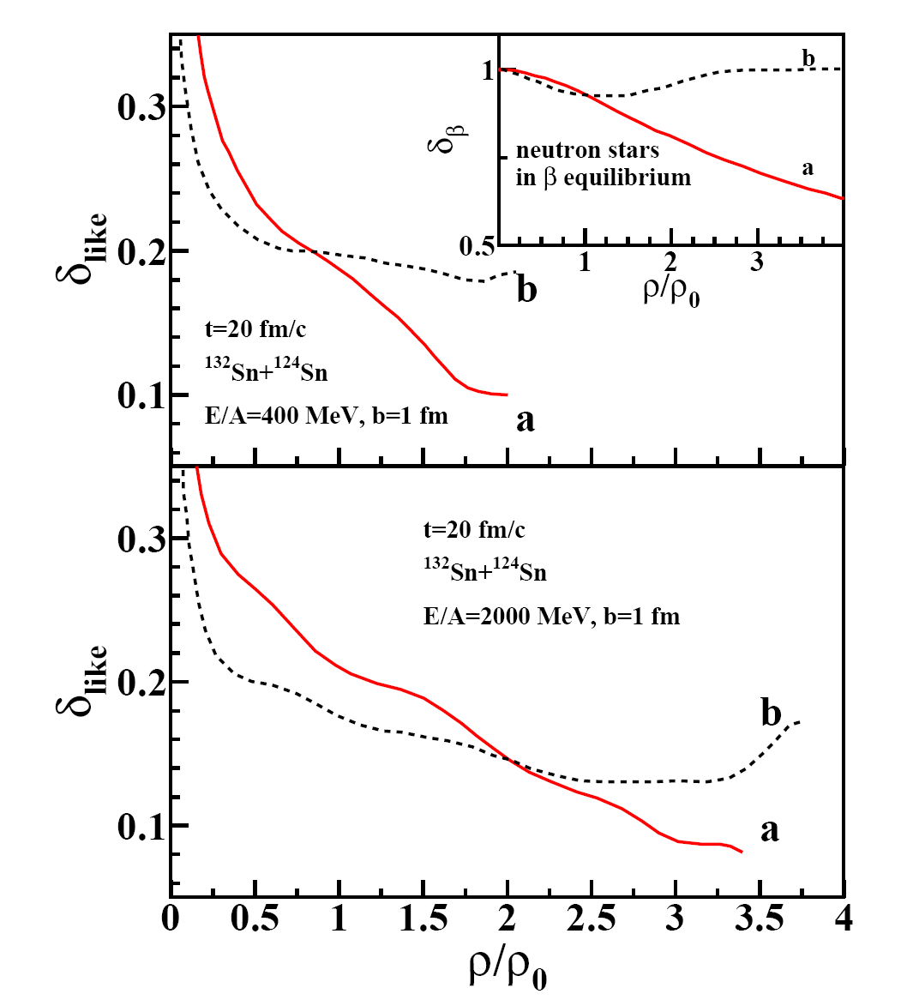 0.3
0.2
0.1
δlike
t=20 fm/c
¹³²Sn+¹²⁴Sn
E/A=400 MeV, b=1 fm
b
a
1
0.5
δβ
b
a
neutron stars
in β equilibrium
1 2 3
ρ/ρ₀
0.3
0.2
0.1
δlike
t=20 fm/c
¹³²Sn+¹²⁴Sn
E/A=2000 MeV, b=1 fm
b
a
0 0.5 1 1.5 2 2.5 3 3.5 4
ρ/ρ₀